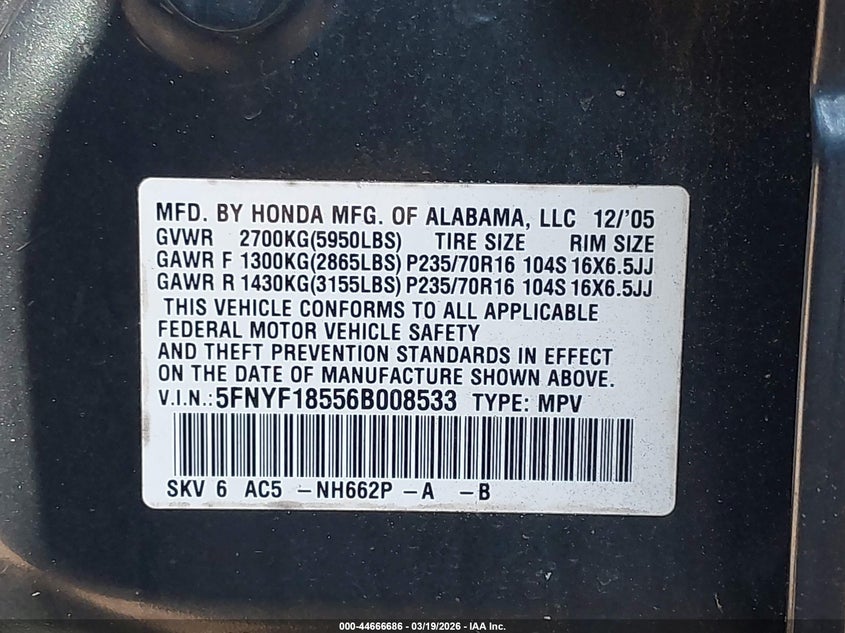 MFD. BY HONDA MFG. OF ALABAMA, LLC 12/'05
GVWR 2700KG(5950LBS) TIRE SIZE RIM SIZE
GAWR F 1300KG(2865LBS) P235/70R16 104S 16X6.5JJ
GAWR R 1430KG(3155LBS) P235/70R16 104S 16X6.5JJ
THIS VEHICLE CONFORMS TO ALL APPLICABLE
FEDERAL MOTOR VEHICLE SAFETY
AND THEFT PREVENTION STANDARDS IN EFFECT
ON THE DATE OF MANUFACTURE SHOWN ABOVE.
V.I.N.:5FNYF18556B008533 TYPE: MPV
SKV 6 AC5 -NH662P -A -B
000-44666686 - 03/19/2026 - IAA Inc.